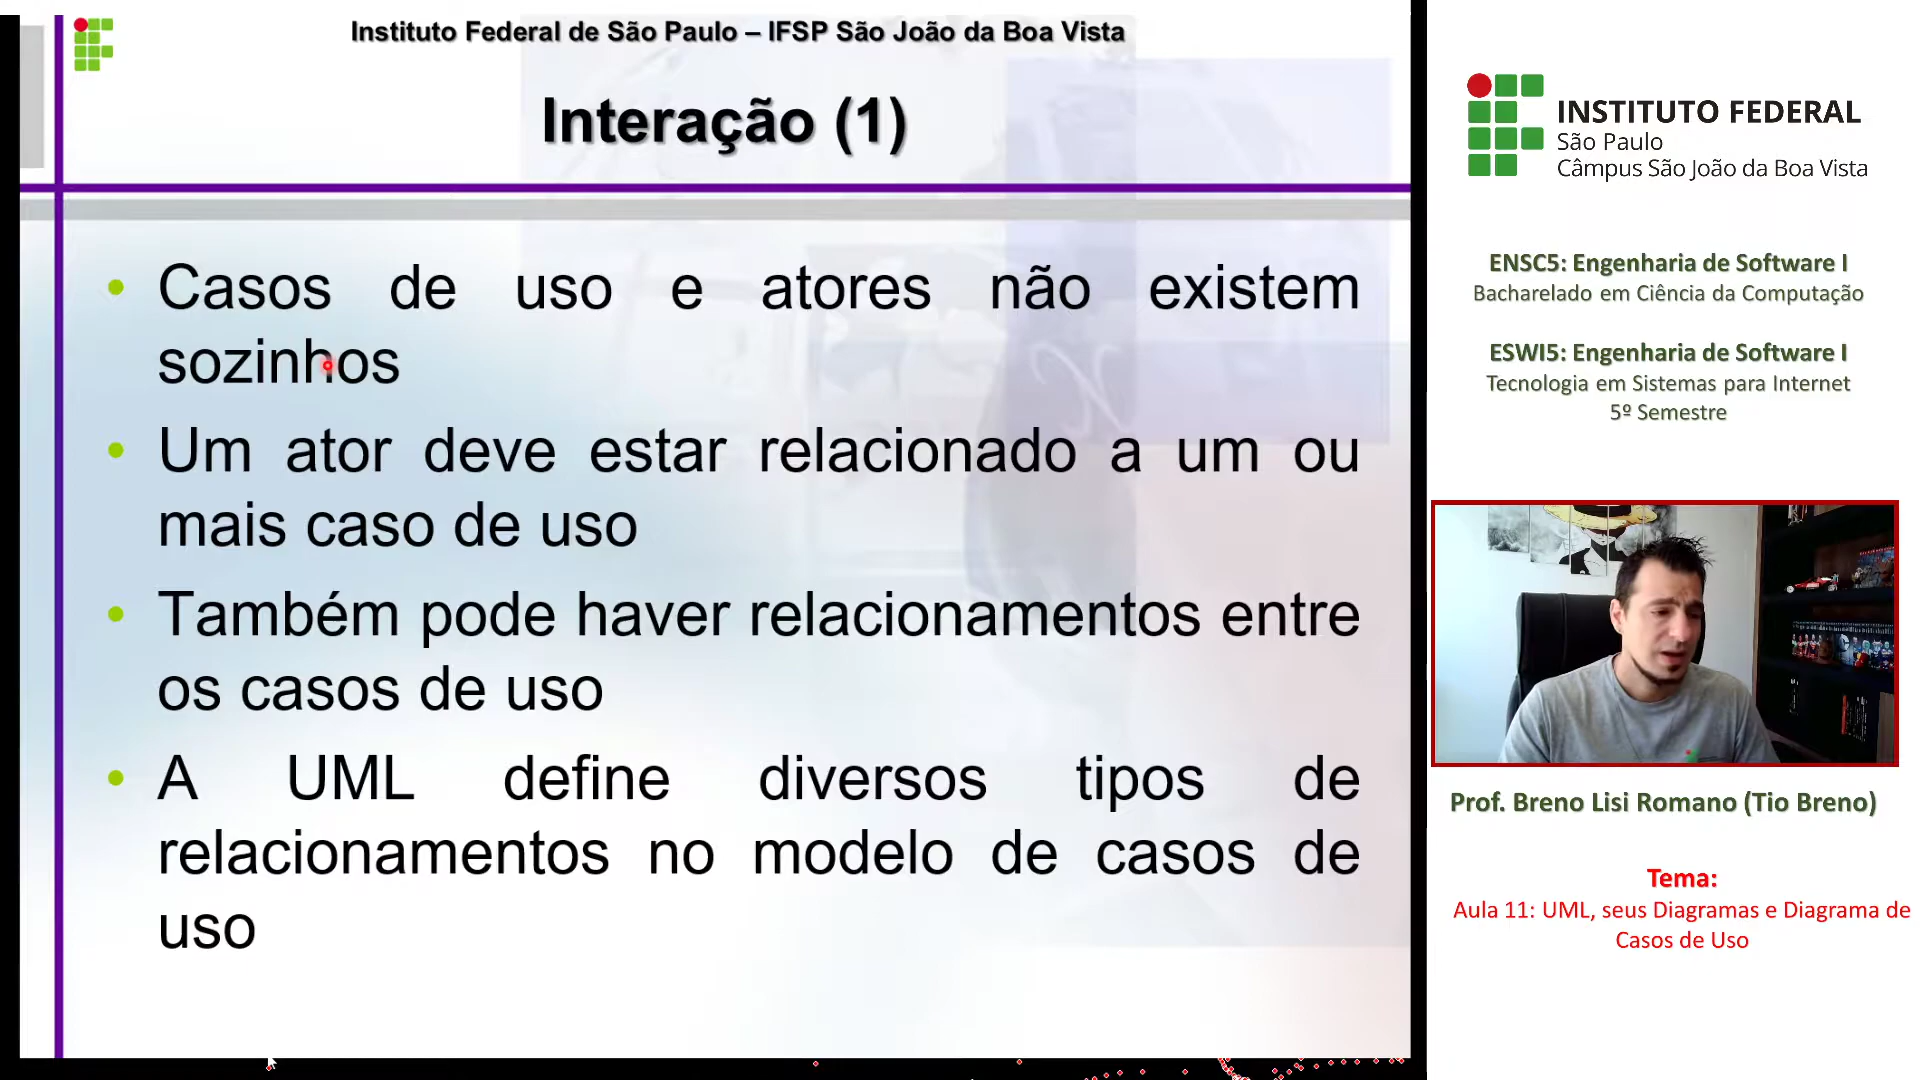 Instituto Federal de São Paulo – IFSP São João da Boa Vista
Interação (1)
• Casos de uso e atores não existem
sozinhos
• Um ator deve estar relacionado a um ou
mais caso de uso
• Também pode haver relacionamentos entre
os casos de uso
• A UML define diversos tipos de
relacionamentos no modelo de casos de
uso
INSTITUTO FEDERAL
São Paulo
Câmpus São João da Boa Vista
ENSC5: Engenharia de Software I
Bacharelado em Ciência da Computação
ESWI5: Engenharia de Software I
Tecnologia em Sistemas para Internet
5º Semestre
Prof. Breno Lisi Romano (Tio Breno)
Tema:
Aula 11: UML, seus Diagramas e Diagrama de
Casos de Uso